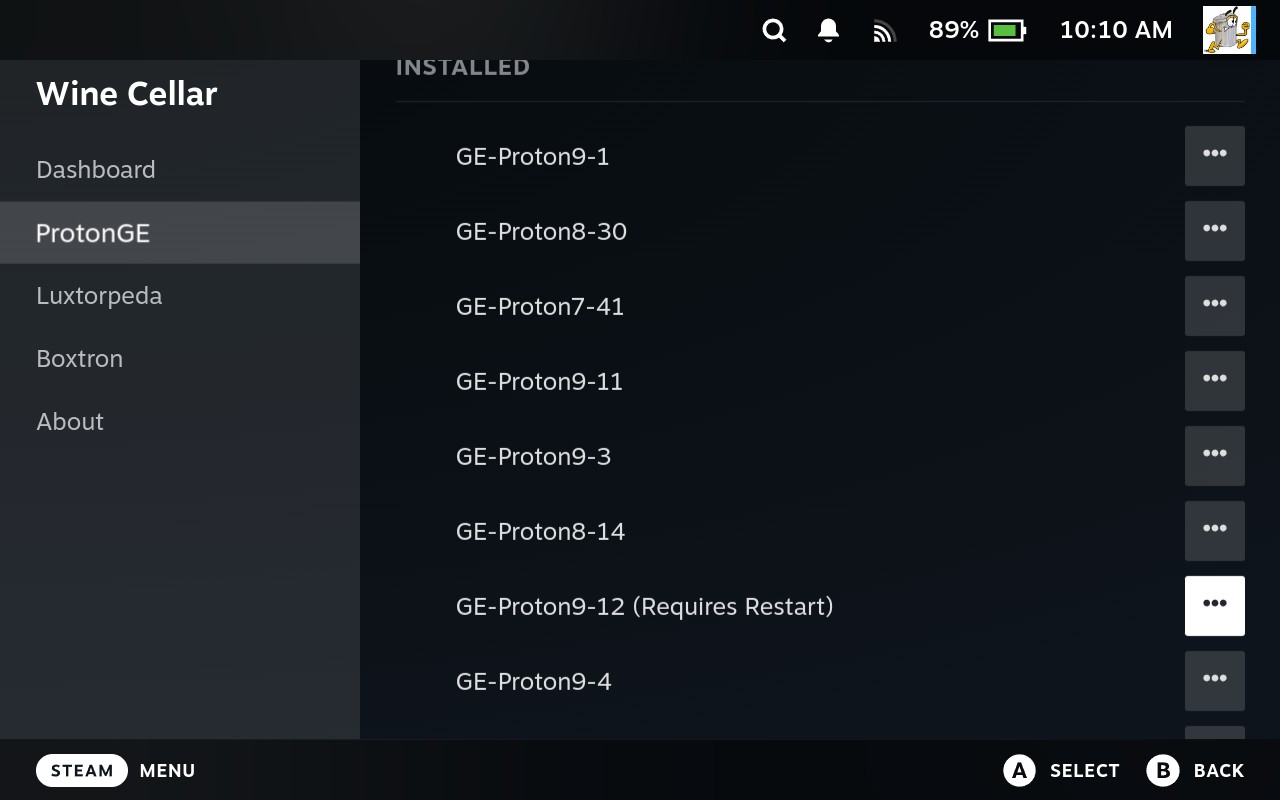 89% 10:10 AM
Wine Cellar
Dashboard
ProtonGE
Luxtorpeda
Boxtron
About
INSTALLED
GE-Proton9-1
GE-Proton8-30
GE-Proton7-41
GE-Proton9-11
GE-Proton9-3
GE-Proton8-14
GE-Proton9-12 (Requires Restart)
GE-Proton9-4
STEAM MENU
A SELECT B BACK